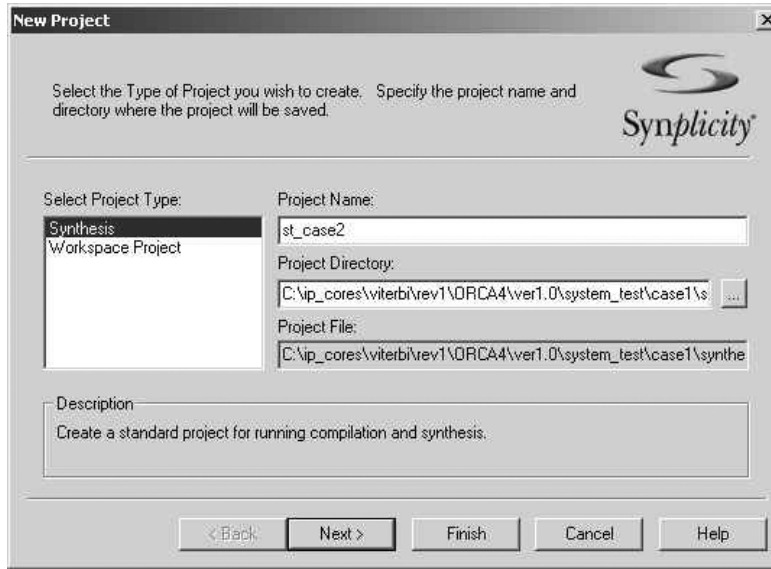 New Project
Select the Type of Project you wish to create. Specify the project name and
directory where the project will be saved.
Synplicity®
Select Project Type:
Synthesis
Workspace Project
Project Name:
st_case2
Project Directory:
C:\ip_cores\viterbi\rev1\ORCA4\ver1.0\system_test\case1\s
...
Project File:
C:\ip_cores\viterbi\rev1\ORCA4\ver1.0\system_test\case1\synthe
Description
Create a standard project for running compilation and synthesis.
< Back
Next >
Finish
Cancel
Help